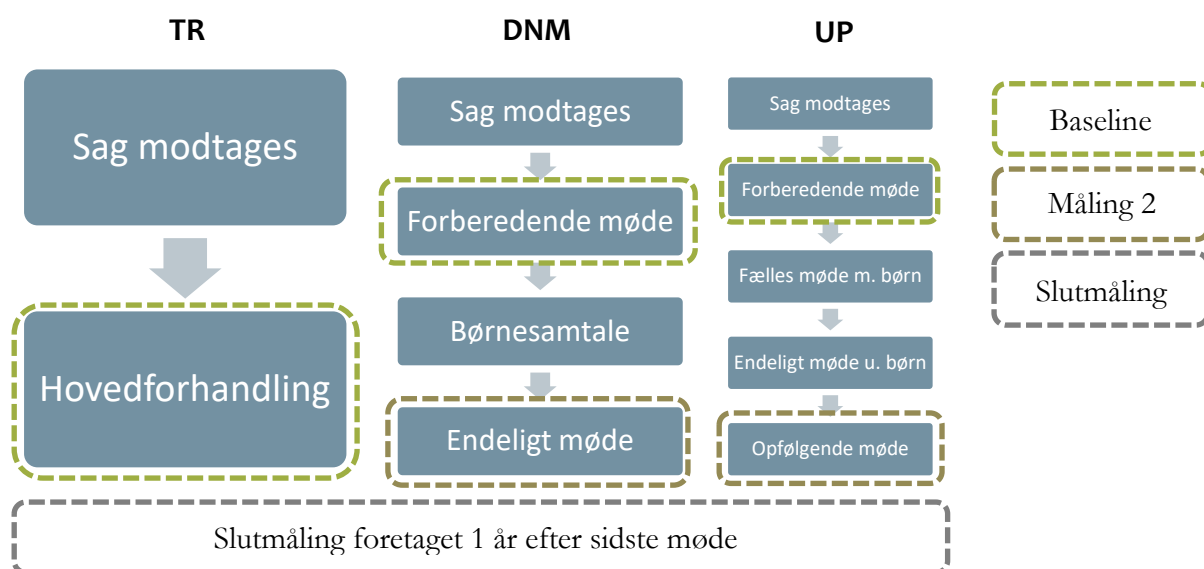 TR
Sag modtages
Hovedforhandling
DNM
Sag modtages
Forberedende møde
Børnesamtale
Endeligt møde
UP
Sag modtages
Forberedende møde
Fælles møde m. børn
Endeligt møde u. børn
Opfølgende møde
Slutmåling foretaget 1 år efter sidste møde
Baseline
Måling 2
Slutmåling